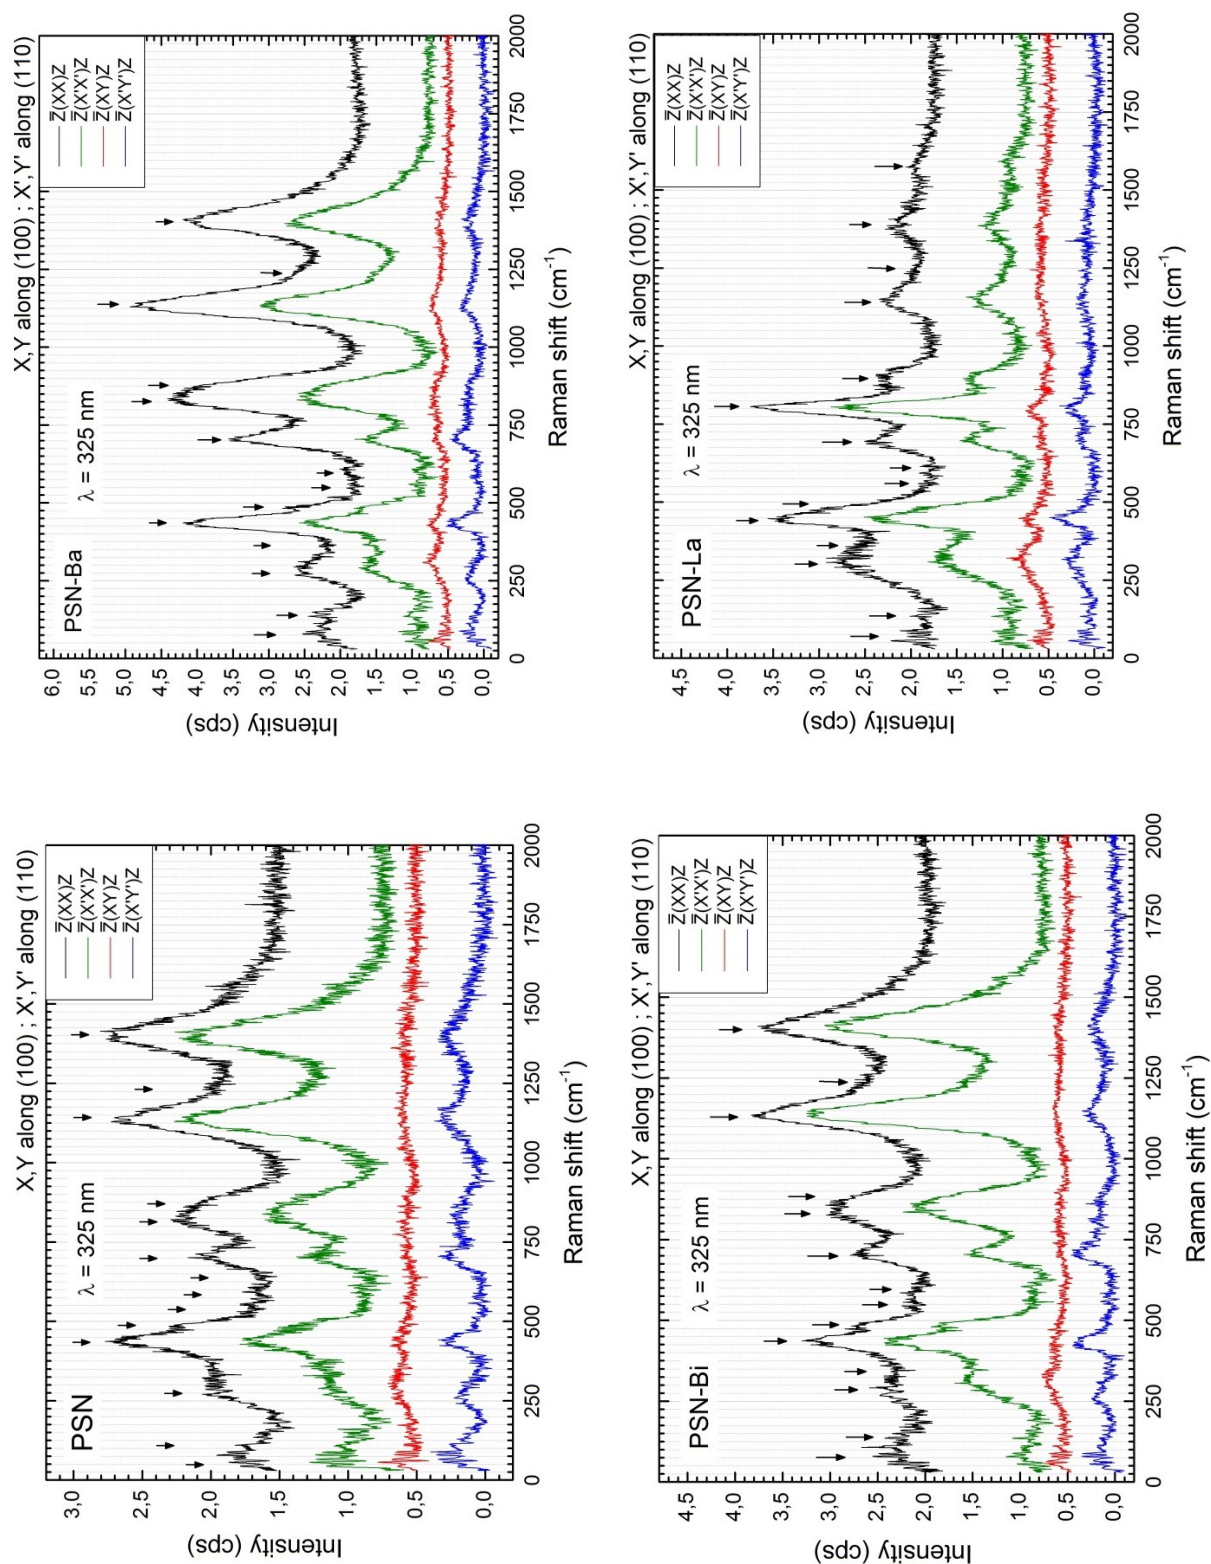 X,Y along (100) ; X',Y' along (110)
PSN
λ = 325 nm
Z̄(XX)Z
Z̄(X'X')Z
Z̄(XY)Z
Z̄(X'Y')Z
3,0
2,5
2,0
1,5
1,0
0,5
0,0
Intensity (cps)
0 250 500 750 1000 1250 1500 1750 2000
Raman shift (cm⁻¹)
X,Y along (100) ; X',Y' along (110)
PSN-Ba
λ = 325 nm
Z̄(XX)Z
Z̄(X'X')Z
Z̄(XY)Z
Z̄(X'Y')Z
6,0
5,5
5,0
4,5
4,0
3,5
3,0
2,5
2,0
1,5
1,0
0,5
0,0
Intensity (cps)
0 250 500 750 1000 1250 1500 1750 2000
Raman shift (cm⁻¹)
X,Y along (100) ; X',Y' along (110)
PSN-Bi
λ = 325 nm
Z̄(XX)Z
Z̄(X'X')Z
Z̄(XY)Z
Z̄(X'Y')Z
4,5
4,0
3,5
3,0
2,5
2,0
1,5
1,0
0,5
0,0
Intensity (cps)
0 250 500 750 1000 1250 1500 1750 2000
Raman shift (cm⁻¹)
X,Y along (100) ; X',Y' along (110)
PSN-La
λ = 325 nm
Z̄(XX)Z
Z̄(X'X')Z
Z̄(XY)Z
Z̄(X'Y')Z
4,5
4,0
3,5
3,0
2,5
2,0
1,5
1,0
0,5
0,0
Intensity (cps)
0 250 500 750 1000 1250 1500 1750 2000
Raman shift (cm⁻¹)